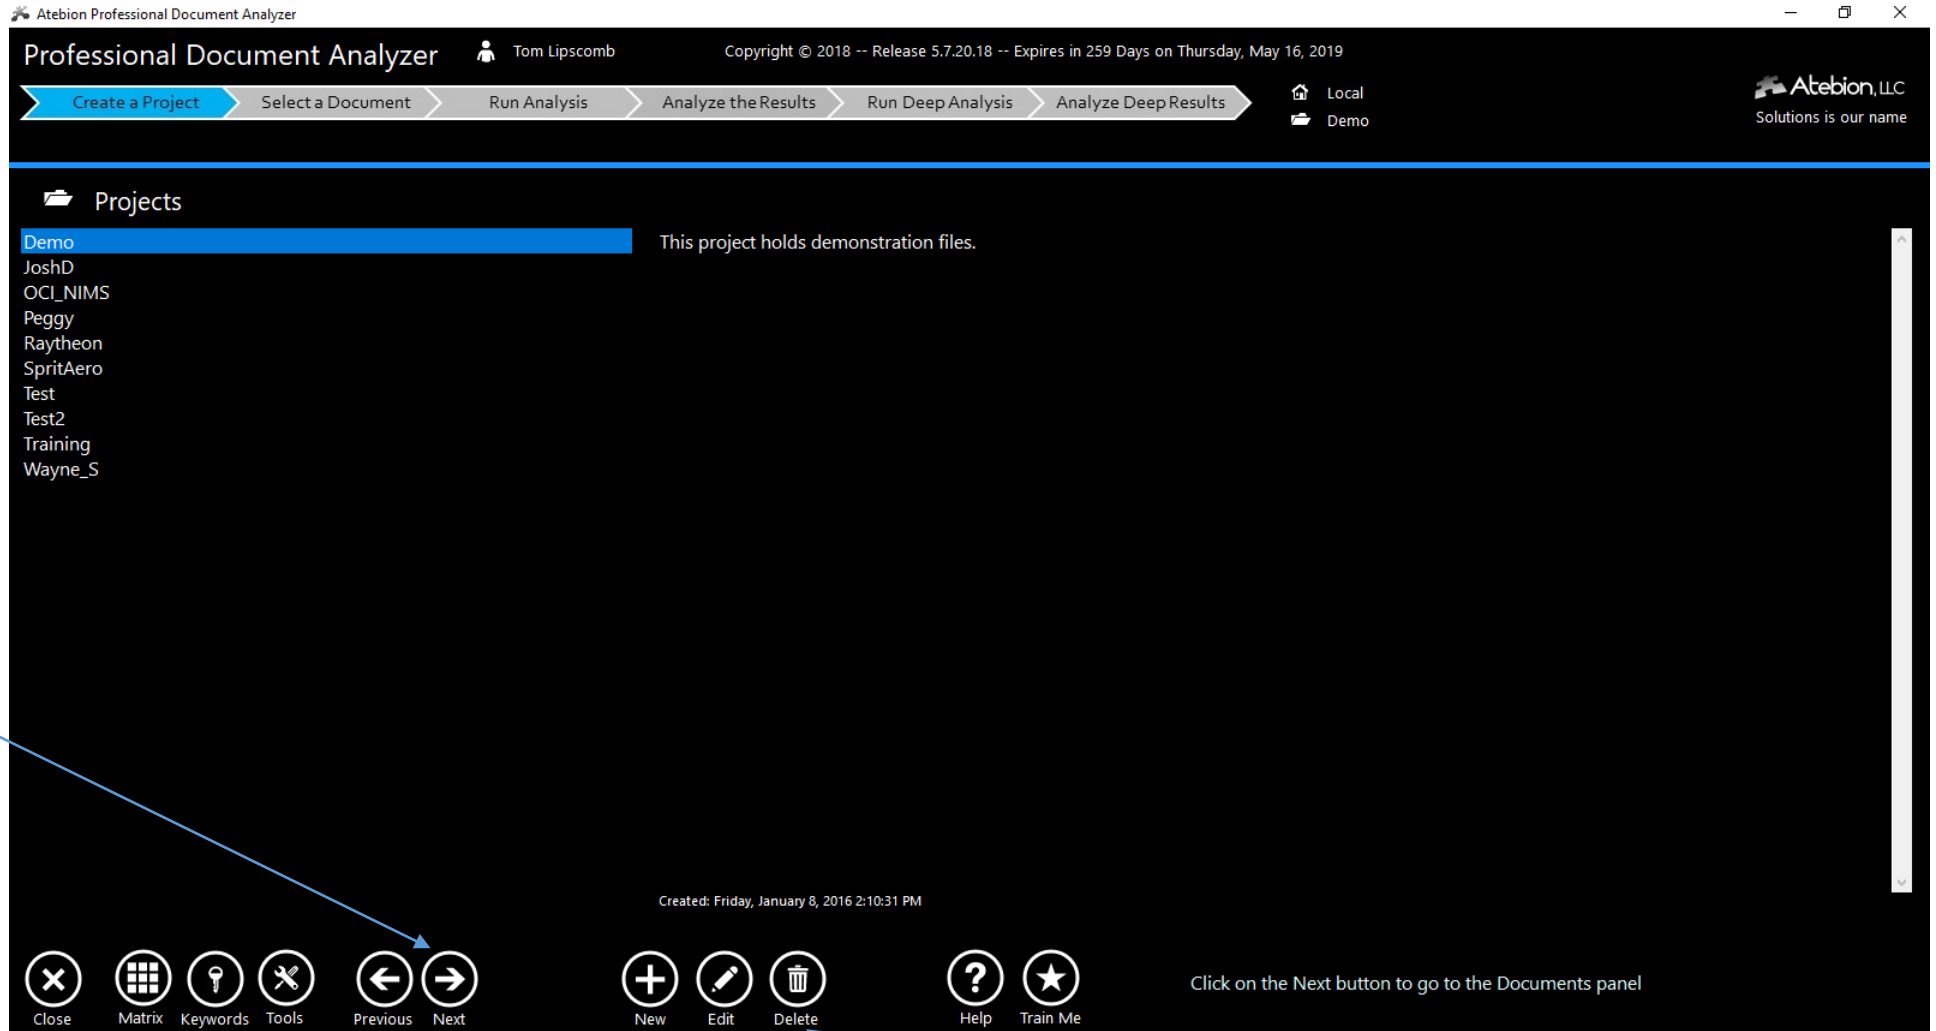 Atebion Professional Document Analyzer
Professional Document Analyzer
Tom Lipscomb
Copyright © 2018 -- Release 5.7.20.18 -- Expires in 259 Days on Thursday, May 16, 2019
Create a Project
Select a Document
Run Analysis
Analyze the Results
Run Deep Analysis
Analyze Deep Results
Local
Demo
Atebion, LLC
Solutions is our name
Projects
Demo
JoshD
OCI_NIMS
Peggy
Raytheon
SpritAero
Test
Test2
Training
Wayne_S
This project holds demonstration files.
Created: Friday, January 8, 2016 2:10:31 PM
Close
Matrix
Keywords
Tools
Previous
Next
New
Edit
Delete
Help
Train Me
Click on the Next button to go to the Documents panel